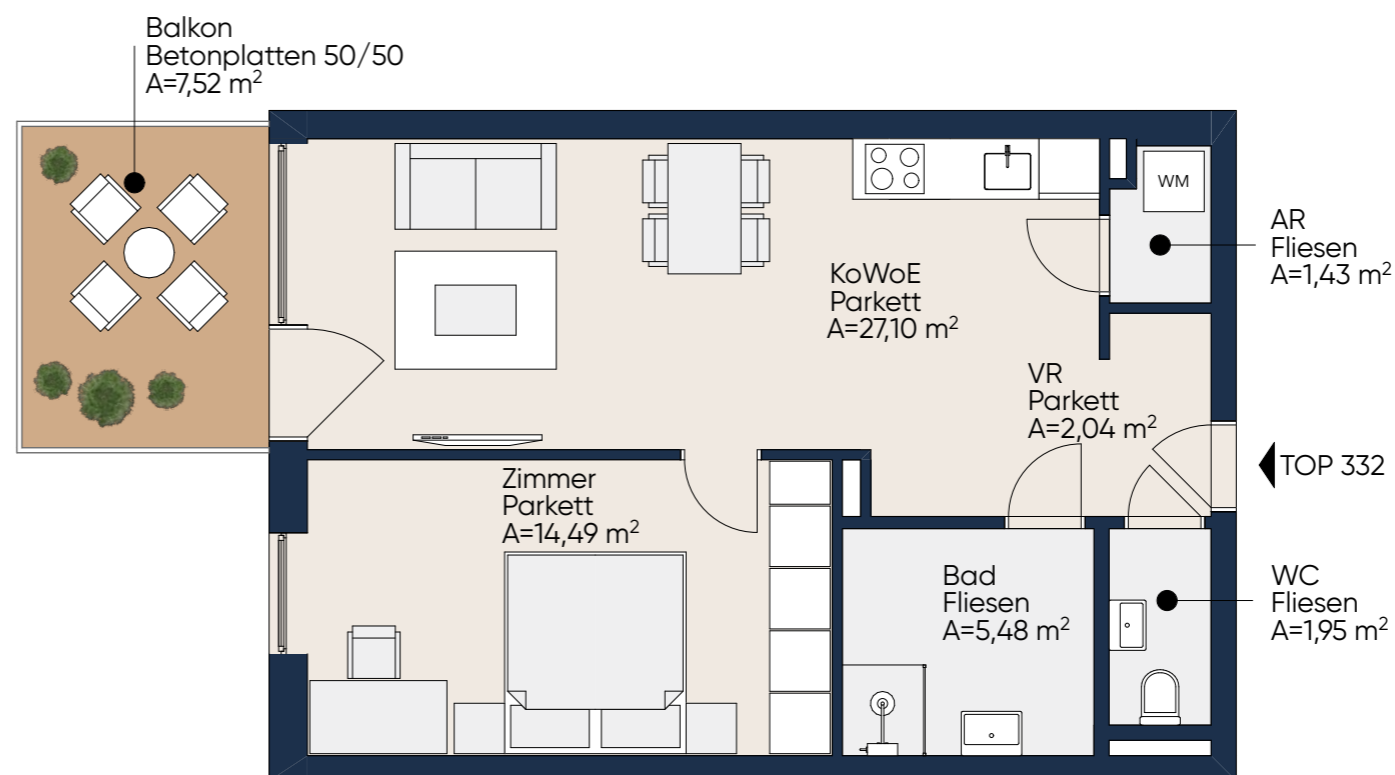 Balkon
Betonplatten 50/50
A=7,52 m²
WM
AR
Fliesen
A=1,43 m²
KoWoE
Parkett
A=27,10 m²
VR
Parkett
A=2,04 m²
TOP 332
Zimmer
Parkett
A=14,49 m²
Bad
Fliesen
A=5,48 m²
WC
Fliesen
A=1,95 m²